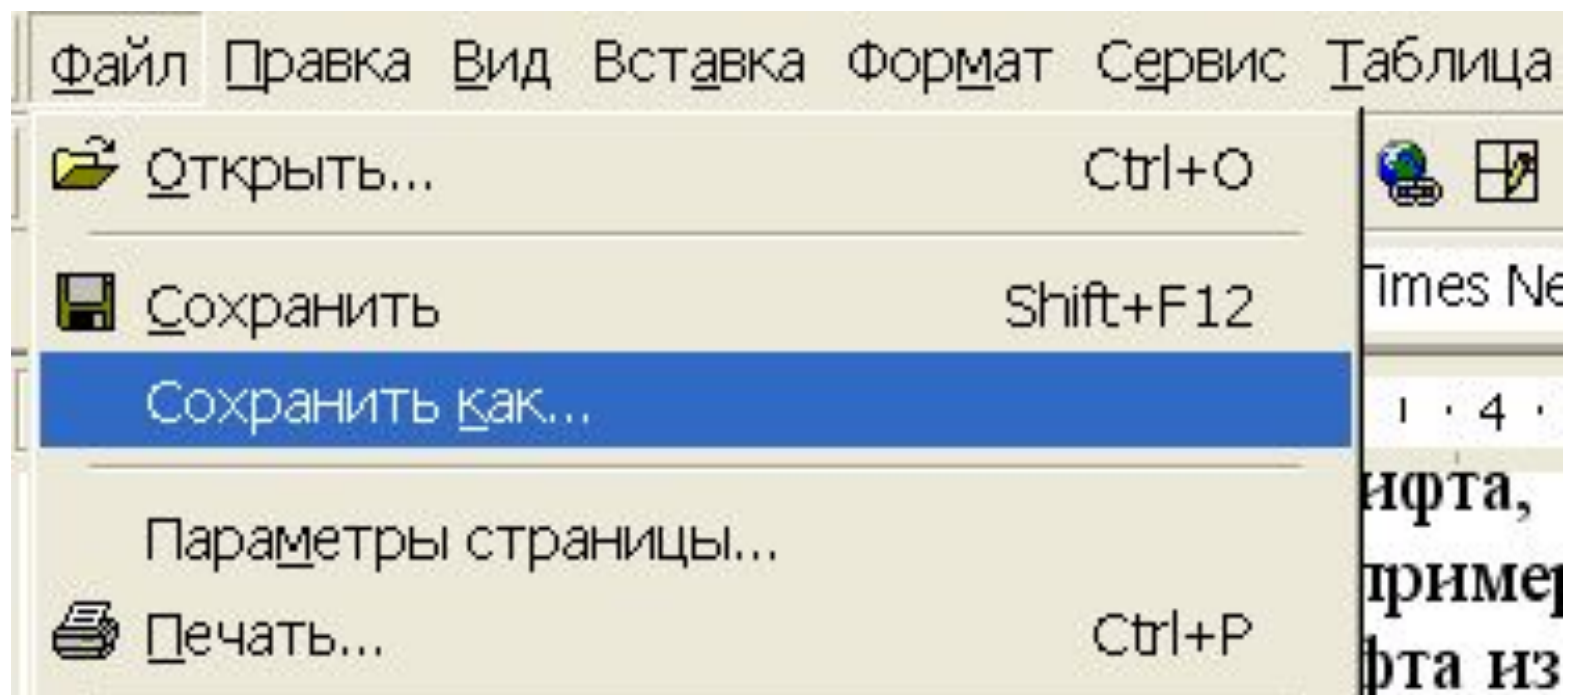 Файл Правка Вид Вставка Формат Сервис Таблица
Открыть... Ctrl+O
Сохранить Shift+F12
Times Ne
Сохранить как...
4
ифта,
Параметры страницы...
пример
Печать... Ctrl+P
фта из